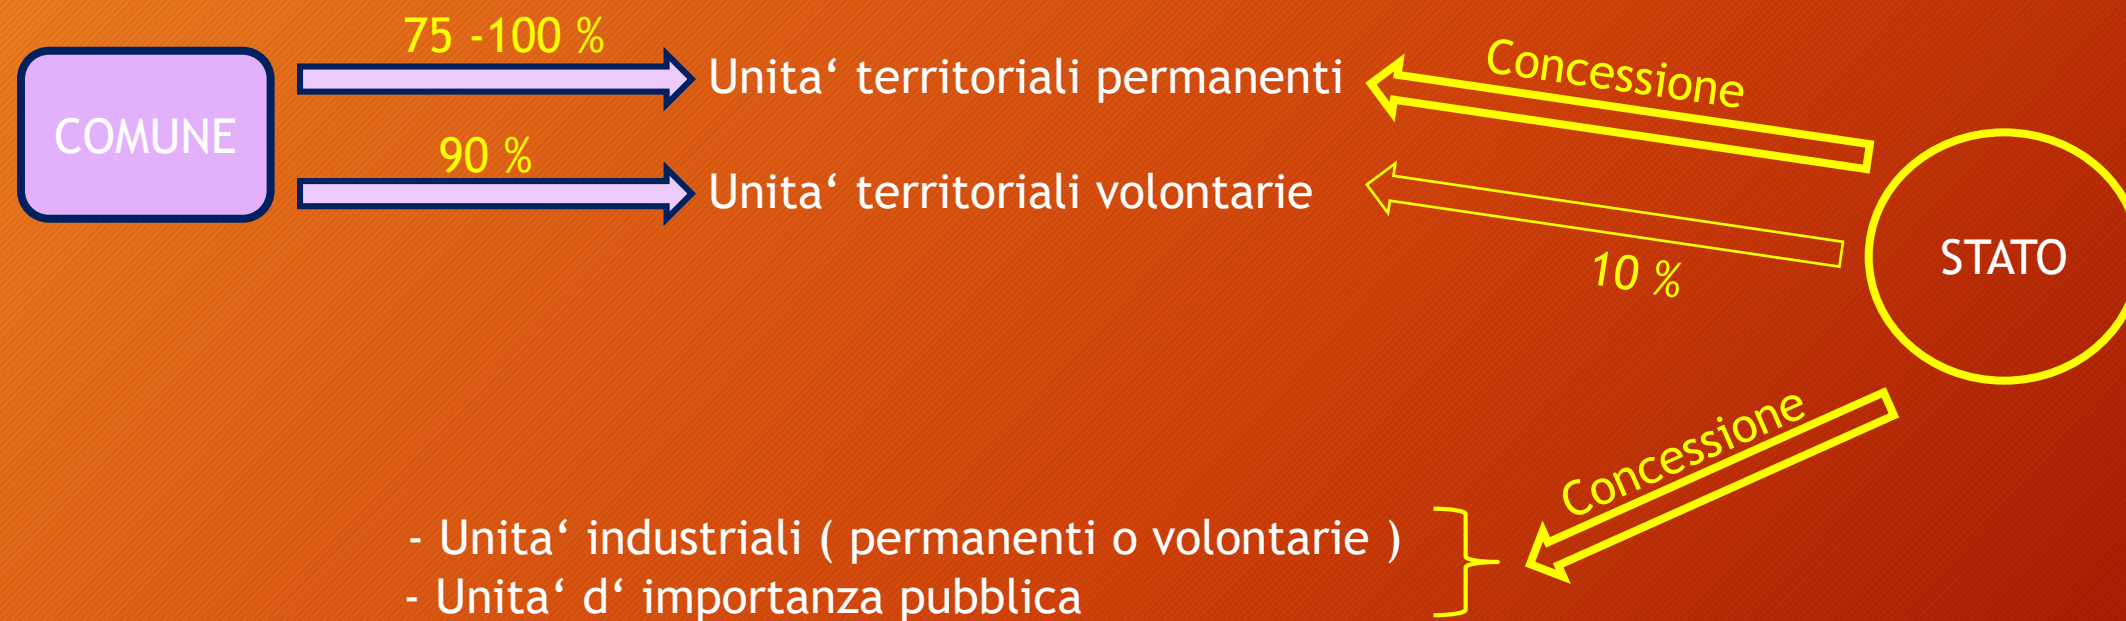 75 -100 %
Concessione
Unita‘ territoriali permanenti
COMUNE
90 %
Unita‘ territoriali volontarie
STATO
10 %
Concessione
- Unita‘ industriali ( permanenti o volontarie )
- Unita‘ d‘ importanza pubblica